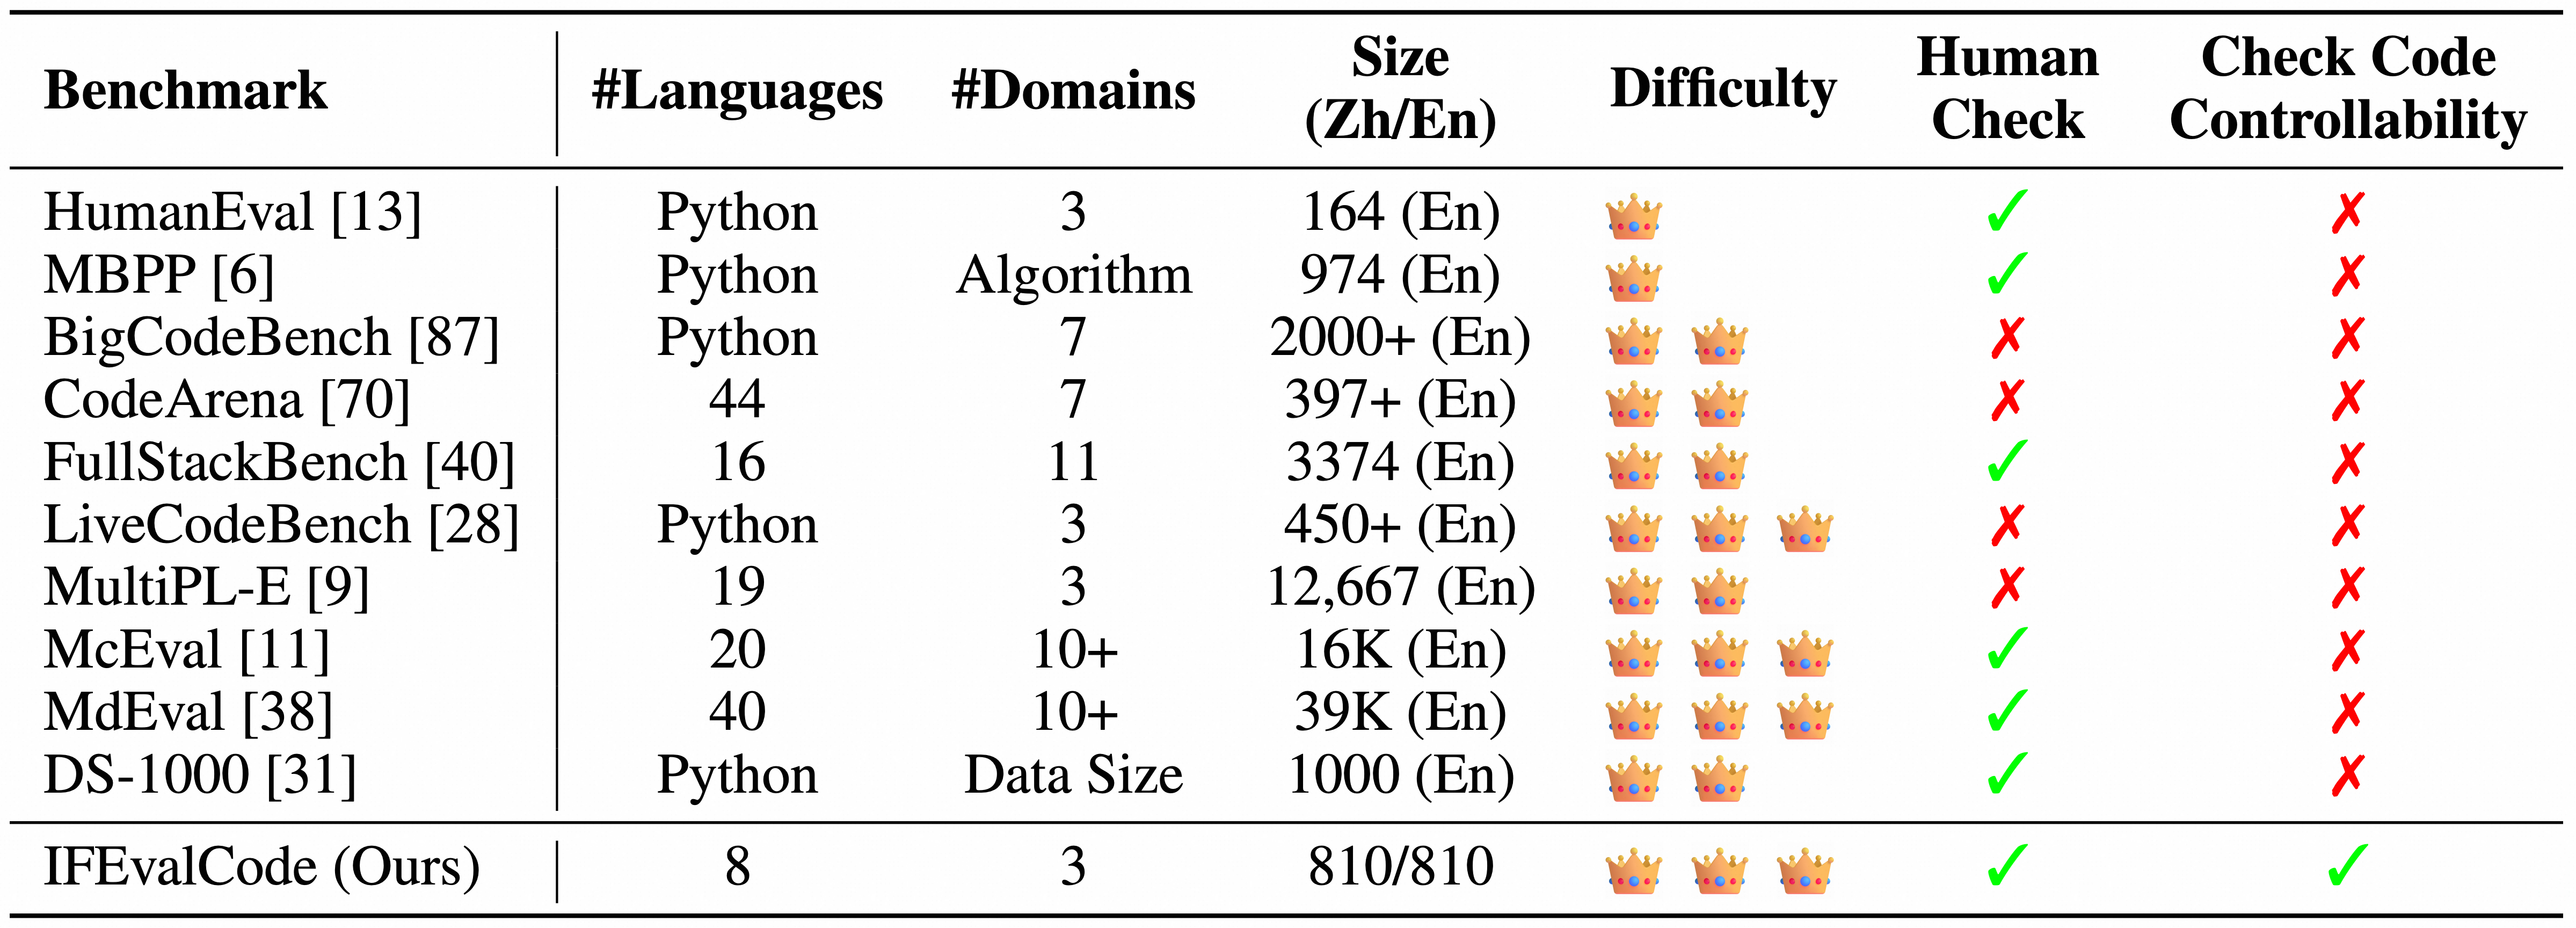 Benchmark #Languages #Domains Size (Zh/En) Difficulty Human Check Check Code Controllability
HumanEval [13] Python 3 164 (En) ✓ ✗
MBPP [6] Python Algorithm 974 (En) ✓ ✗
BigCodeBench [87] Python 7 2000+ (En) ✗ ✗
CodeArena [70] 44 7 397+ (En) ✗ ✗
FullStackBench [40] 16 11 3374 (En) ✓ ✗
LiveCodeBench [28] Python 3 450+ (En) ✗ ✗
MultiPL-E [9] 19 3 12,667 (En) ✗ ✗
McEval [11] 20 10+ 16K (En) ✓ ✗
MdEval [38] 40 10+ 39K (En) ✓ ✗
DS-1000 [31] Python Data Size 1000 (En) ✓ ✗
IFEvalCode (Ours) 8 3 810/810 ✓ ✓